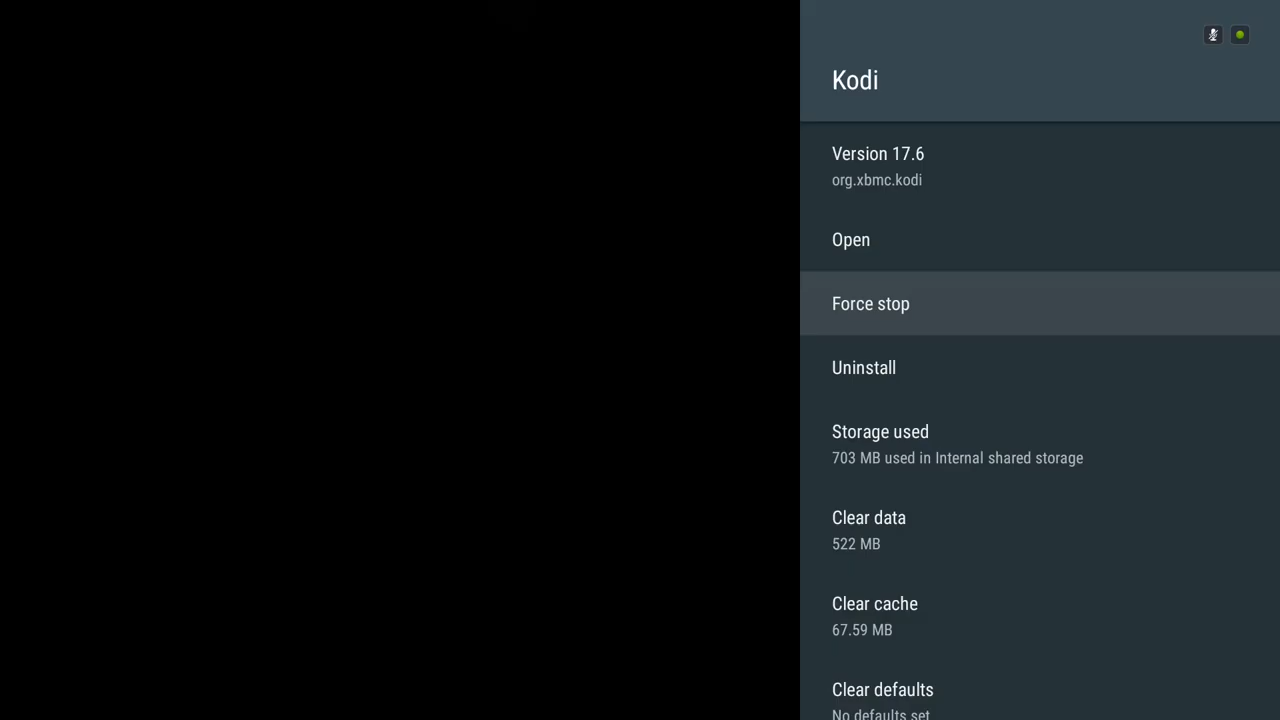 Kodi
Version 17.6
org.xbmc.kodi
Open
Force stop
Uninstall
Storage used
703 MB used in Internal shared storage
Clear data
522 MB
Clear cache
67.59 MB
Clear defaults
No defaults set